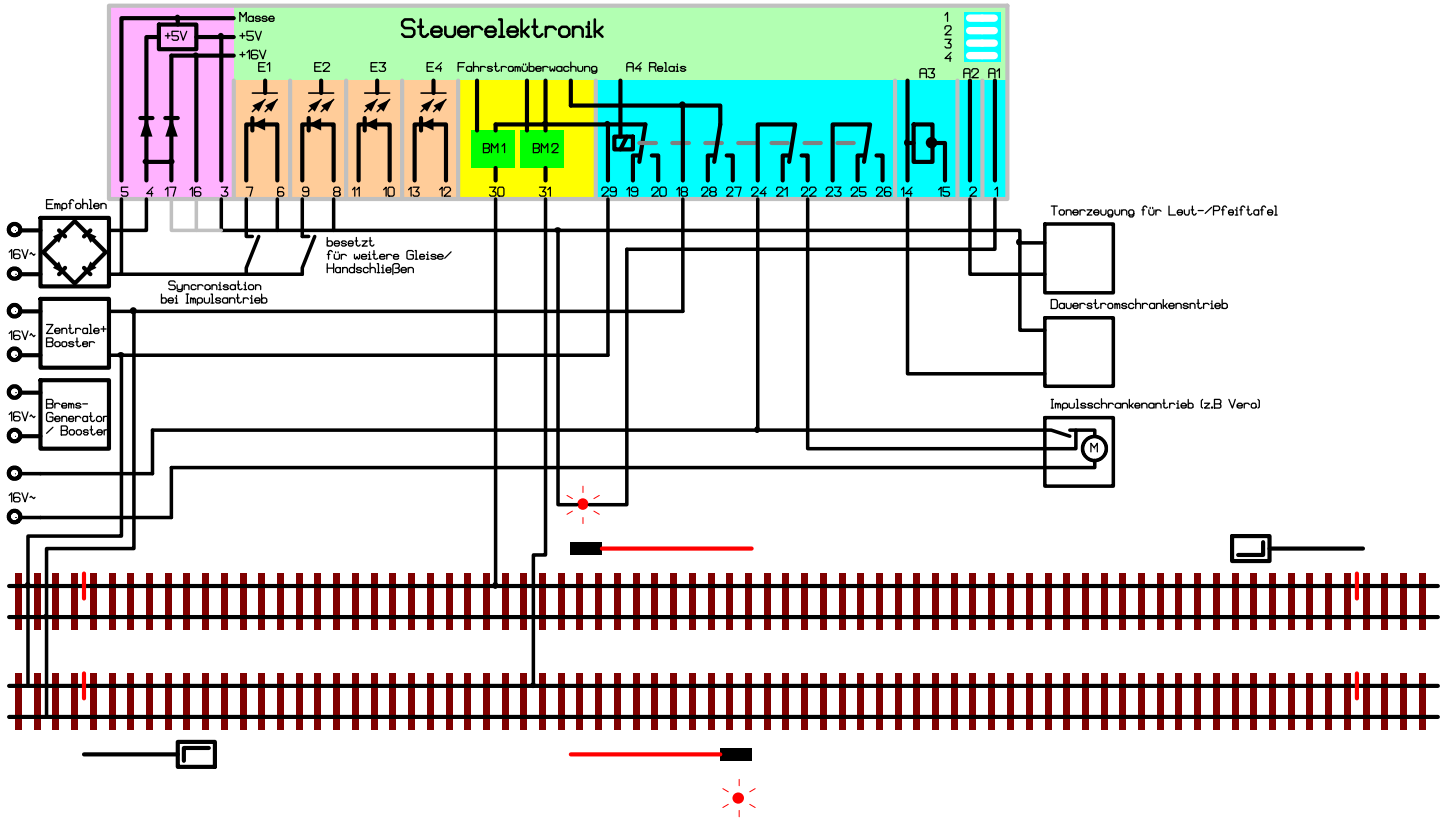 Masse
+5V
+5V
+16V
Steuerelektronik
1
2
3
4
E1 E2 E3 E4 Fahrstromüberwachung A4 Relais A3 A2 A1
BM1 BM2
5 4 17 16 3 7 6 9 8 11 10 13 12 30 31 29 19 20 18 28 27 24 21 22 23 25 26 14 15 2 1
Empfohlen
16V~
besetzt
für weitere Gleise/
Handschließen
Syncronisation
bei Impulsantrieb
Tonerzeugung für Leut-/Pfeiftafel
16V~
Zentrale+
Booster
Dauerstromschrankensntrieb
16V~
Brems-
Generator
/ Booster
Impulsschrankenantrieb (z.B Vero)
M
16V~